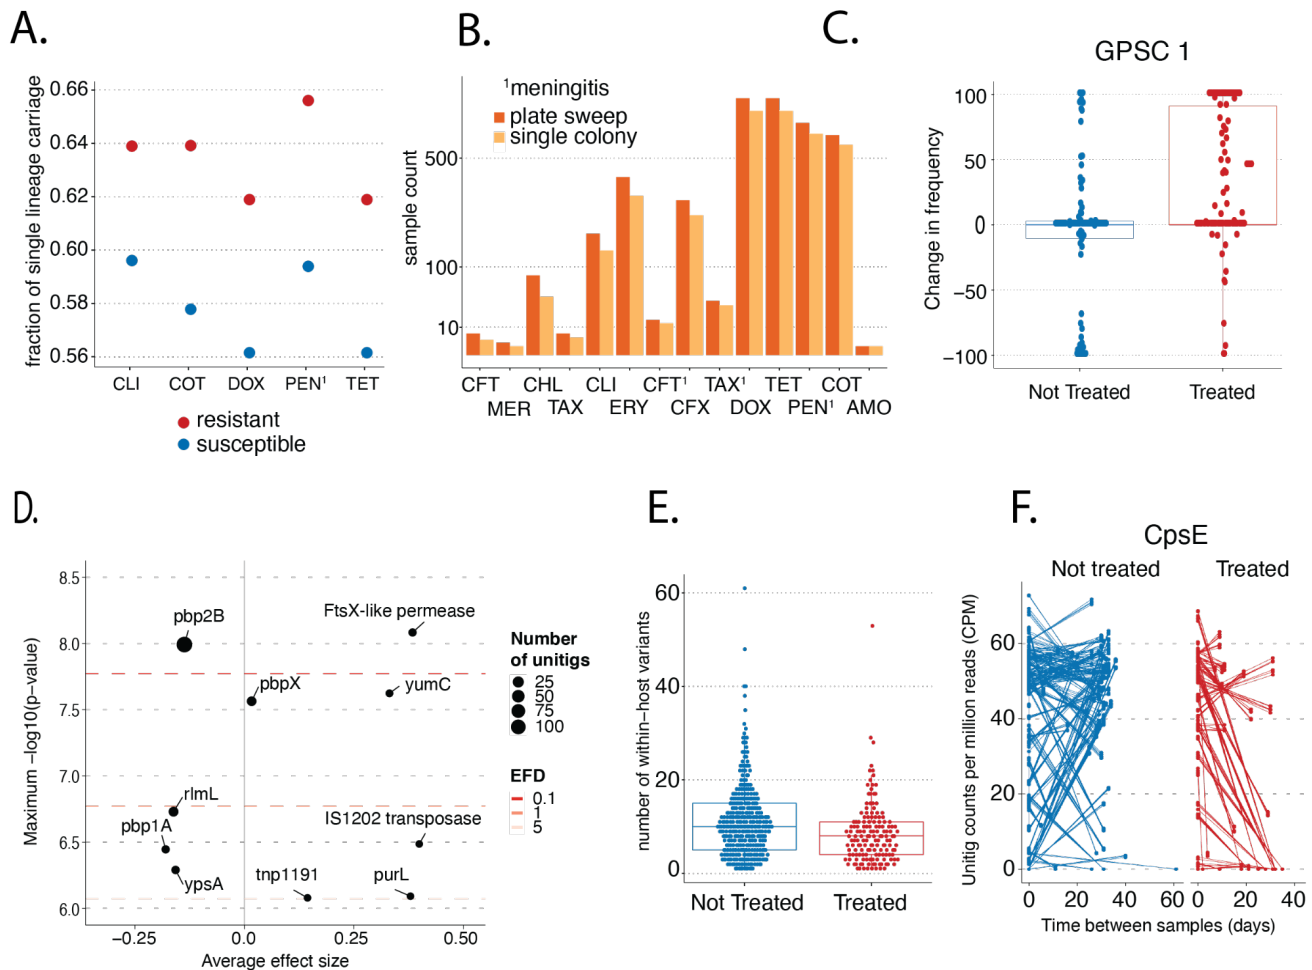 A.
fraction of single lineage carriage
0.66
0.64
0.62
0.60
0.58
0.56
CLI COT DOX PEN¹ TET
resistant
susceptible
B.
sample count
¹meningitis
plate sweep
single colony
500
100
10
CFT CHL CLI CFT¹ TAX¹ TET COT
MER TAX ERY CFX DOX PEN¹ AMO
C.
GPSC 1
Change in frequency
100
50
0
−50
−100
Not Treated Treated
D.
Maximum −log10(p−value)
8.5
8.0
7.5
7.0
6.5
6.0
pbp2B
FtsX-like permease
pbpX
yumC
rlmL
pbp1A
IS1202 transposase
ypsA
tnp1191
purL
−0.25 0.0 0.25 0.50
Average effect size
Number
of unitigs
25
50
75
100
EFD
0.1
1
5
E.
number of within−host variants
60
40
20
0
Not Treated Treated
F.
CpsE
Not treated Treated
Unitig counts per million reads (CPM)
60
40
20
0
0 20 40 60 0 20 40
Time between samples (days)